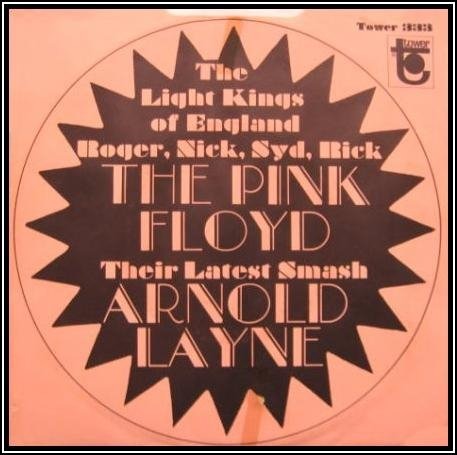 Tower 333
tower
The
Light Kings
of England
Roger, Nick, Syd, Rick
THE PINK
FLOYD
Their Latest Smash
ARNOLD
LAYNE